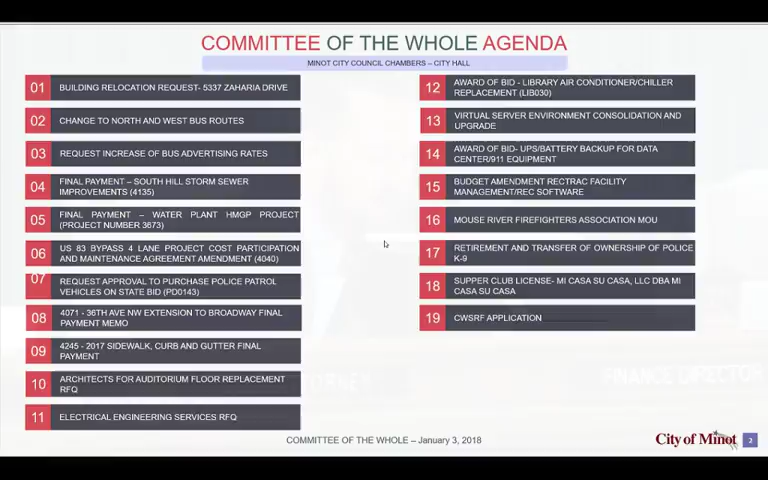 COMMITTEE OF THE WHOLE AGENDA
MINOT CITY COUNCIL CHAMBERS – CITY HALL
01 BUILDING RELOCATION REQUEST- 5337 ZAHARIA DRIVE
02 CHANGE TO NORTH AND WEST BUS ROUTES
03 REQUEST INCREASE OF BUS ADVERTISING RATES
04 FINAL PAYMENT – SOUTH HILL STORM SEWER
IMPROVEMENTS (4135)
05 FINAL PAYMENT – WATER PLANT HMGP PROJECT
(PROJECT NUMBER 3673)
06 US 83 BYPASS 4 LANE PROJECT COST PARTICIPATION
AND MAINTENANCE AGREEMENT AMENDMENT (4040)
07 REQUEST APPROVAL TO PURCHASE POLICE PATROL
VEHICLES ON STATE BID (PD0143)
08 4071 - 36TH AVE NW EXTENSION TO BROADWAY FINAL
PAYMENT MEMO
09 4245 - 2017 SIDEWALK, CURB AND GUTTER FINAL
PAYMENT
10 ARCHITECTS FOR AUDITORIUM FLOOR REPLACEMENT
RFQ
11 ELECTRICAL ENGINEERING SERVICES RFQ
12 AWARD OF BID - LIBRARY AIR CONDITIONER/CHILLER
REPLACEMENT (LIB030)
13 VIRTUAL SERVER ENVIRONMENT CONSOLIDATION AND
UPGRADE
14 AWARD OF BID- UPS/BATTERY BACKUP FOR DATA
CENTER/911 EQUIPMENT
15 BUDGET AMENDMENT RECTRAC FACILITY
MANAGEMENT/REC SOFTWARE
16 MOUSE RIVER FIREFIGHTERS ASSOCIATION MOU
17 RETIREMENT AND TRANSFER OF OWNERSHIP OF POLICE
K-9
18 SUPPER CLUB LICENSE- MI CASA SU CASA, LLC DBA MI
CASA SU CASA
19 CWSRF APPLICATION
FINANCE DIRECTOR
COMMITTEE OF THE WHOLE – January 3, 2018
City of Minot
2